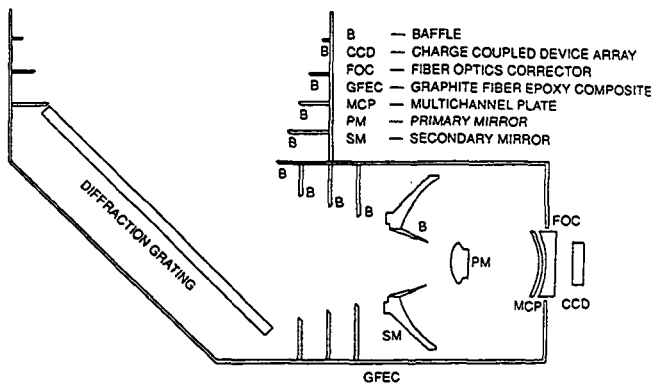 B — BAFFLE
CCD — CHARGE COUPLED DEVICE ARRAY
FOC — FIBER OPTICS CORRECTOR
GFEC — GRAPHITE FIBER EPOXY COMPOSITE
MCP — MULTICHANNEL PLATE
PM — PRIMARY MIRROR
SM — SECONDARY MIRROR
B
B
B
B
B
B
B
B
B
DIFFRACTION GRATING
FOC
PM
MCP
CCD
SM
GFEC